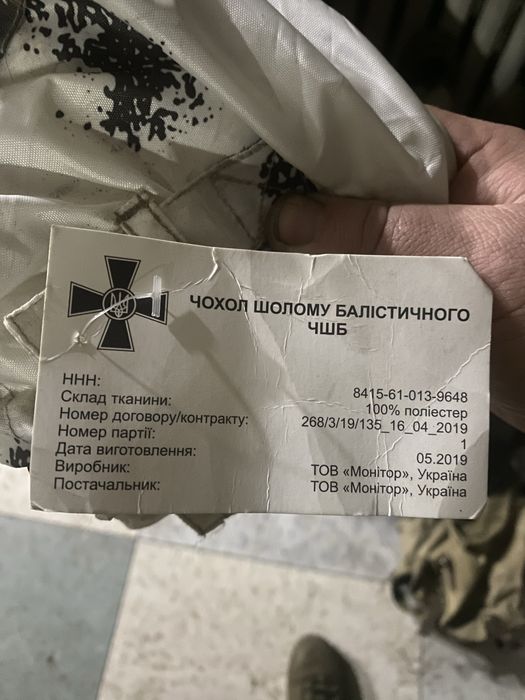 ЧОХОЛ ШОЛОМУ БАЛІСТИЧНОГО
ЧШБ
ННН: 8415-61-013-9648
Склад тканини: 100% поліестер
Номер договору/контракту: 268/3/19/135_16_04_2019
Номер партії: 1
Дата виготовлення: 05.2019
Виробник: ТОВ «Монітор», Україна
Постачальник: ТОВ «Монітор», Україна